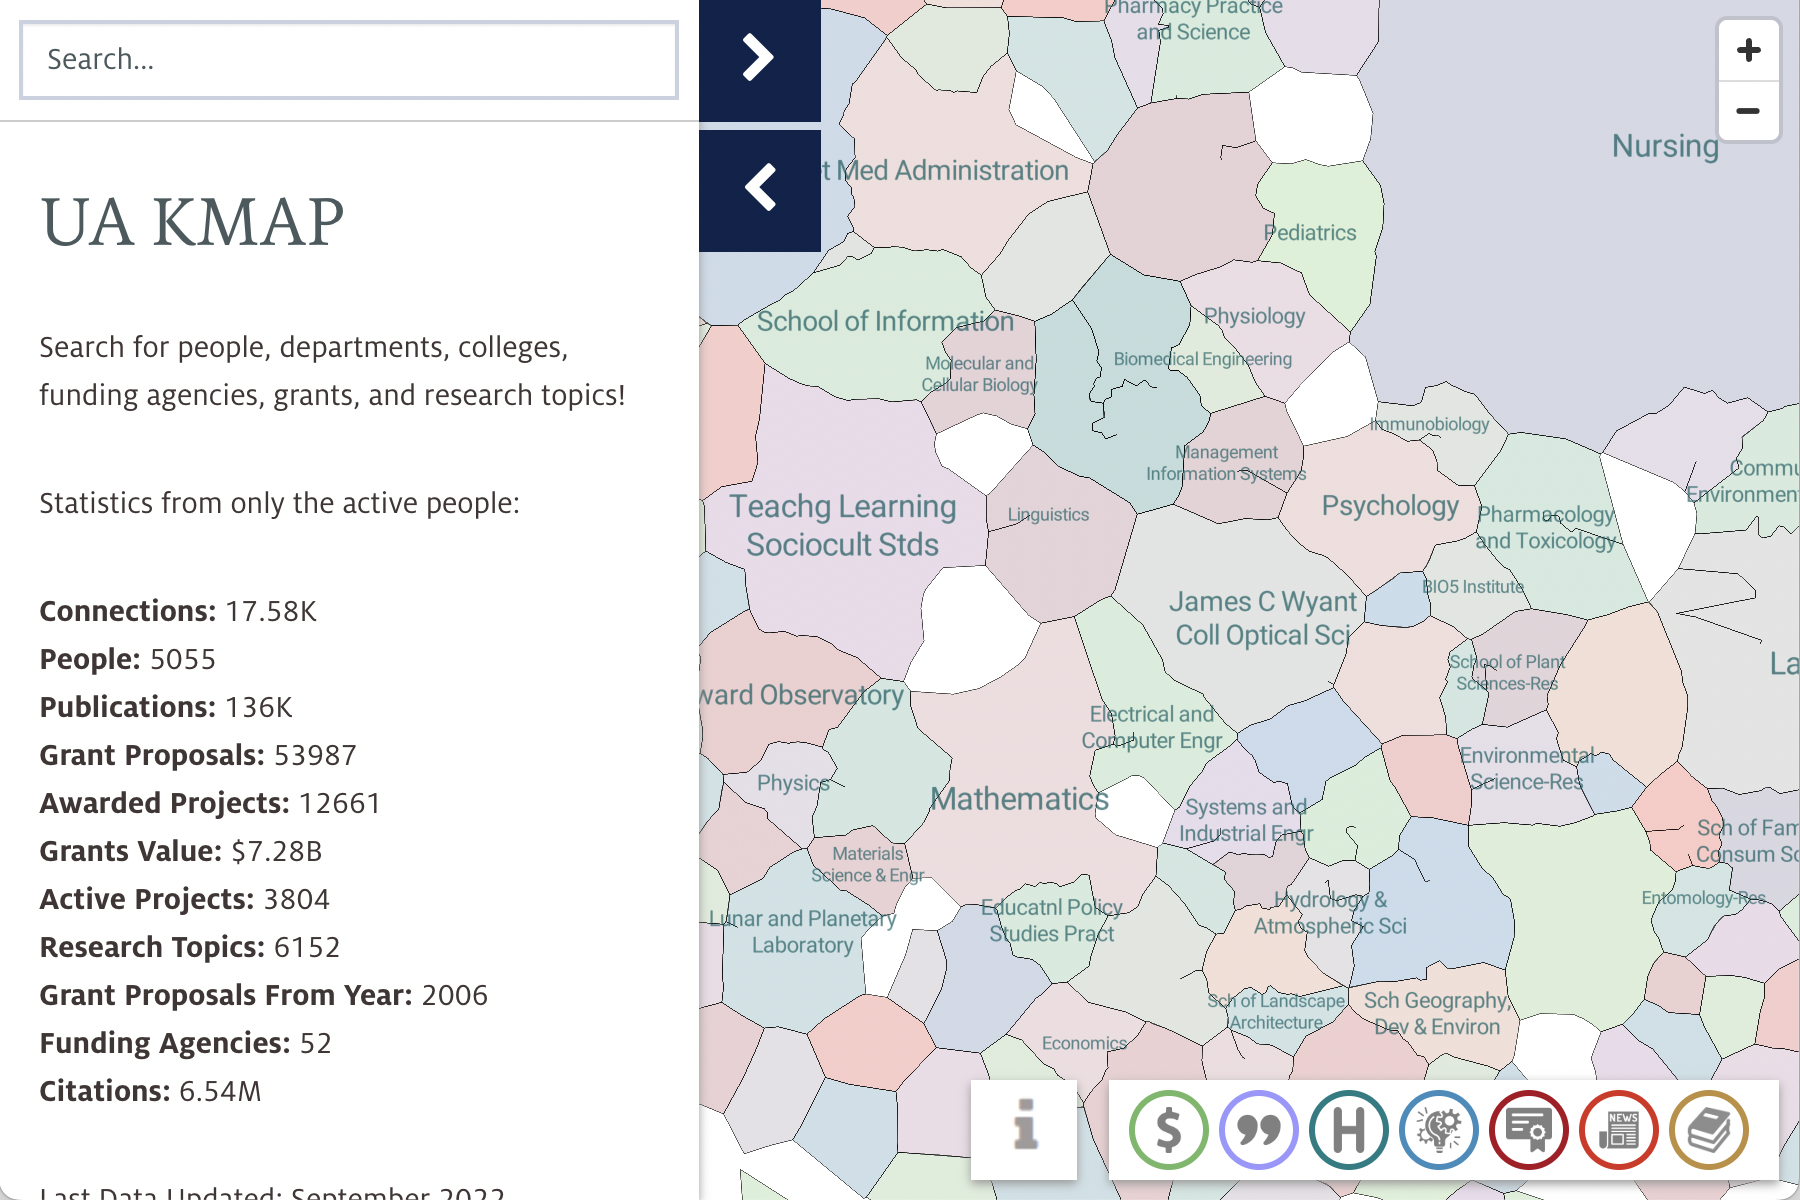 Search...
UA KMAP
Search for people, departments, colleges,
funding agencies, grants, and research topics!
Statistics from only the active people:
Connections: 17.58K
People: 5055
Publications: 136K
Grant Proposals: 53987
Awarded Projects: 12661
Grants Value: $7.28B
Active Projects: 3804
Research Topics: 6152
Grant Proposals From Year: 2006
Funding Agencies: 52
Citations: 6.54M
Last Data Updated: September 2022
Pharmacy Practice
and Science
Nursing
t Med Administration
Pediatrics
School of Information
Physiology
Molecular and
Cellular Biology
Biomedical Engineering
Immunobiology
Management
Information Systems
Commu
Environmen
Teachg Learning
Sociocult Stds
Linguistics
Psychology
Pharmacology
and Toxicology
BIO5 Institute
James C Wyant
Coll Optical Sci
La
School of Plant
Sciences-Res
ward Observatory
Electrical and
Computer Engr
Environmental
Science-Res
Physics
Mathematics
Systems and
Industrial Engr
Sch of Fam
Consum Sc
Materials
Science & Engr
Entomology-Res
Lunar and Planetary
Laboratory
Educatnl Policy
Studies Pract
Hydrology &
Atmospheric Sci
Sch of Landscape
Architecture
Sch Geography,
Dev & Environ
Economics
i
$
H
NEWS